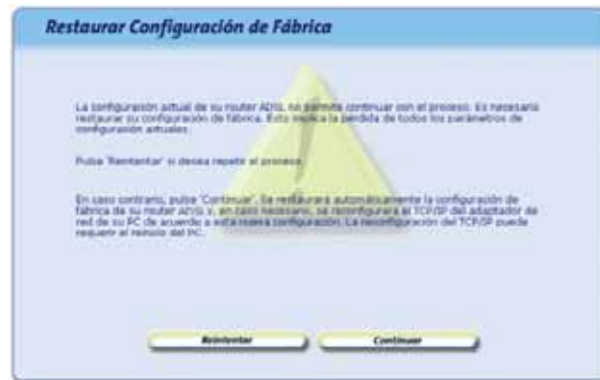 Restaurar Configuración de Fábrica
La configuración actual de su router ADSL no permite continuar con el proceso. Es necesario
restaurar su configuración de fábrica. Esto implica la pérdida de todos los parámetros de
configuración actuales.
Pulse 'Reintentar' si desea repetir el proceso.
En caso contrario, pulse 'Continuar'. Se restaurará automáticamente la configuración de
fábrica de su router ADSL y, en caso necesario, se reconfigurará el TCP/IP del adaptador de
red de su PC de acuerdo a esta nueva configuración. La reconfiguración del TCP/IP puede
requerir el reinicio del PC.
Reintentar
Continuar